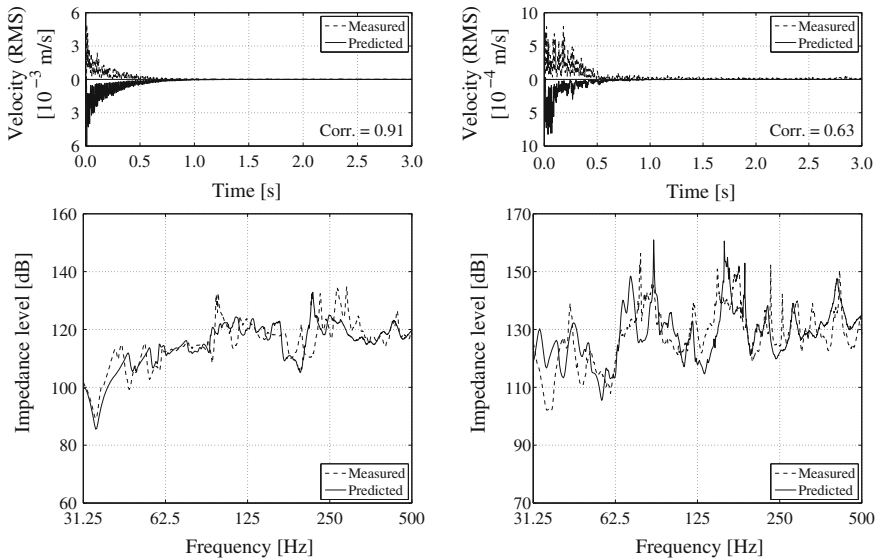 Velocity (RMS)
[10⁻³ m/s]
6
3
0
3
6
Measured
Predicted
Corr. = 0.91
0.0 0.5 1.0 1.5 2.0 2.5 3.0
Time [s]
Velocity (RMS)
[10⁻⁴ m/s]
10
5
0
5
10
Measured
Predicted
Corr. = 0.63
0.0 0.5 1.0 1.5 2.0 2.5 3.0
Time [s]
Impedance level [dB]
160
140
120
100
80
60
Measured
Predicted
31.25 62.5 125 250 500
Frequency [Hz]
Impedance level [dB]
170
150
130
110
90
70
Measured
Predicted
31.25 62.5 125 250 500
Frequency [Hz]